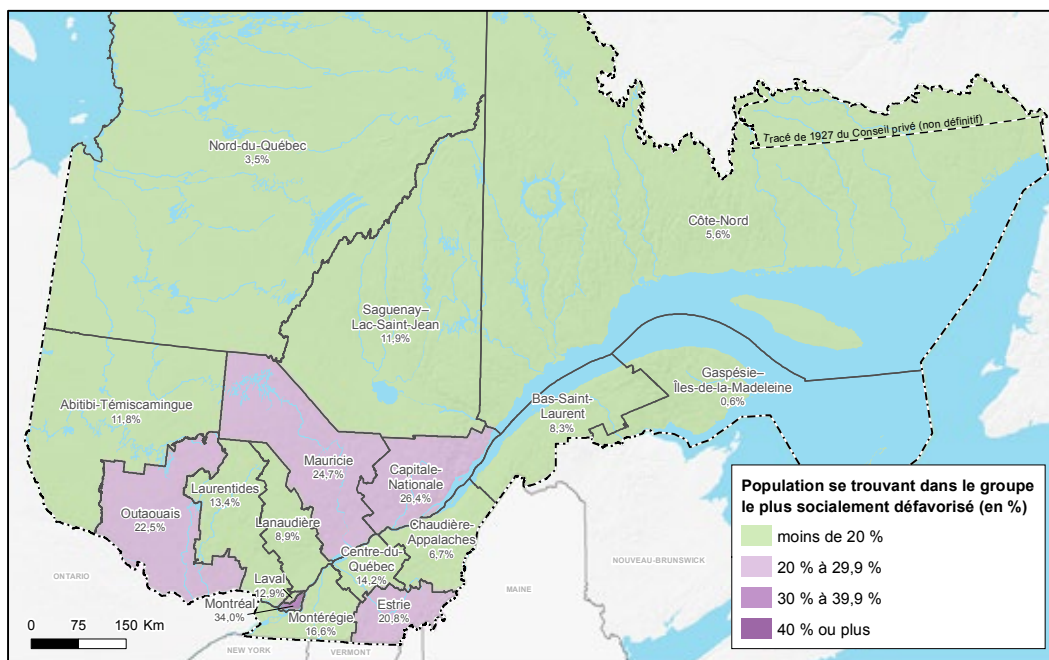 Tracé de 1927 du Conseil privé (non définitif)
Nord-du-Québec
3,5%
Côte-Nord
5,6%
Saguenay–
Lac-Saint-Jean
11,9%
Gaspésie–
Îles-de-la-Madeleine
0,6%
Bas-Saint-
Laurent
8,3%
Abitibi-Témiscamingue
11,8%
Mauricie
24,7%
Capitale-
Nationale
26,4%
Laurentides
13,4%
Outaouais
22,5%
Lanaudière
8,9%
Chaudière-
Appalaches
6,7%
Centre-du-
Québec
14,2%
Laval
12,9%
Montréal
34,0%
Montérégie
16,6%
Estrie
20,8%
ONTARIO
MAINE
NOUVEAU-BRUNSWICK
NEW YORK
VERMONT
0 75 150 Km
Population se trouvant dans le groupe
le plus socialement défavorisé (en %)
moins de 20 %
20 % à 29,9 %
30 % à 39,9 %
40 % ou plus